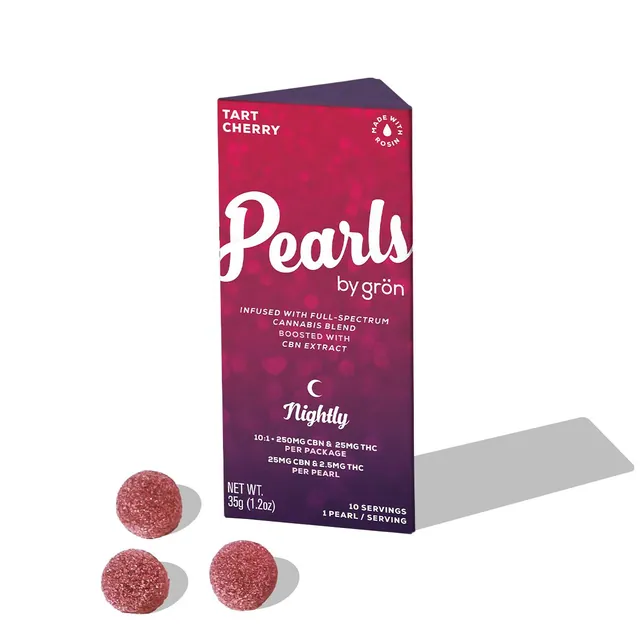 TART
CHERRY
MADE WITH
ROSIN
Pearls
by grön
INFUSED WITH FULL-SPECTRUM
CANNABIS BLEND
BOOSTED WITH
CBN EXTRACT
Nightly
10:1 • 250MG CBN & 25MG THC
PER PACKAGE
25MG CBN & 2.5MG THC
PER PEARL
NET WT.
35g (1.2oz)
10 SERVINGS
1 PEARL / SERVING